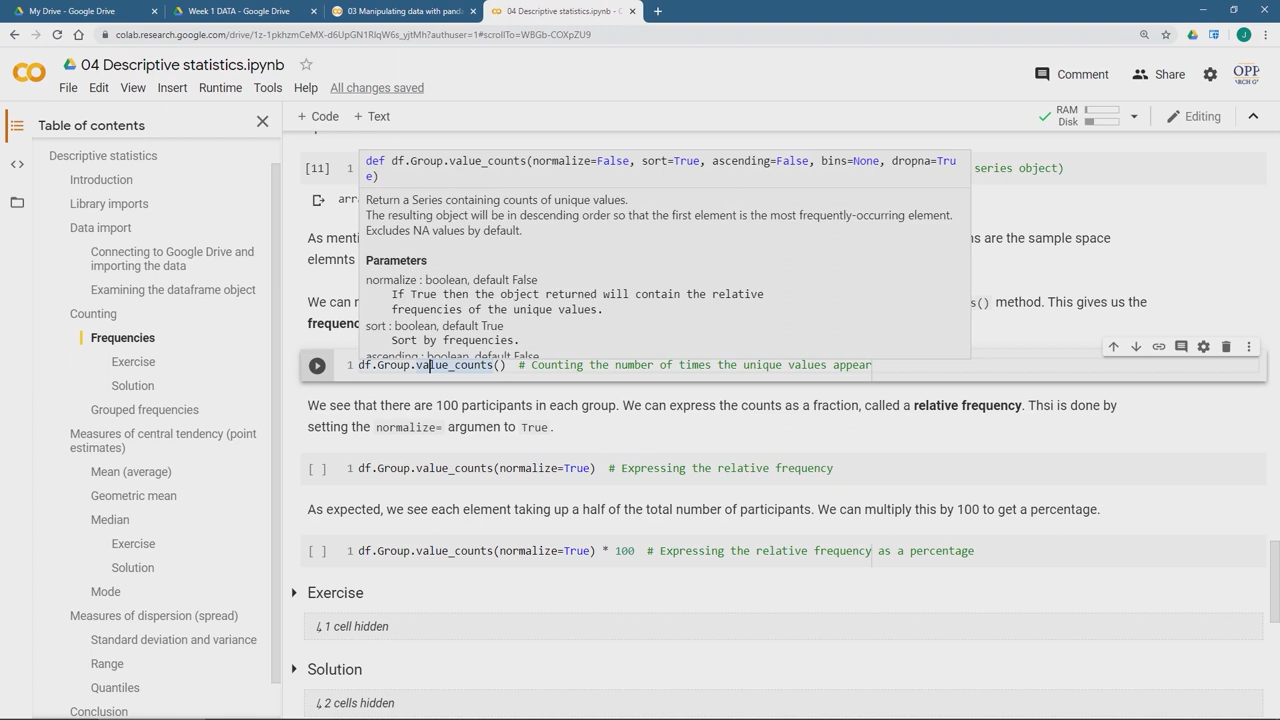 My Drive - Google Drive
Week 1 DATA - Google Drive
03 Manipulating data with panda
04 Descriptive statistics.ipynb - C
colab.research.google.com/drive/1z-1pkhzmCeMX-d6UpGN1RIqW6s_yjtMh?authuser=1#scrollTo=WBGb-COXpZU9
04 Descriptive statistics.ipynb
Comment
Share
OPP
File Edit View Insert Runtime Tools Help All changes saved
Table of contents
+ Code + Text
RAM
Disk
Editing
Descriptive statistics
Introduction
Library imports
Data import
Connecting to Google Drive and
importing the data
Examining the dataframe object
Counting
Frequencies
Exercise
Solution
Grouped frequencies
Measures of central tendency (point
estimates)
Mean (average)
Geometric mean
Median
Exercise
Solution
Mode
Measures of dispersion (spread)
Standard deviation and variance
Range
Quantiles
Conclusion
[11] 1 series object)
arr
As menti ns are the sample space
elemnts
We can r s() method. This gives us the
frequenc
def df.Group.value_counts(normalize=False, sort=True, ascending=False, bins=None, dropna=Tru
e)
Return a Series containing counts of unique values.
The resulting object will be in descending order so that the first element is the most frequently-occurring element.
Excludes NA values by default.
Parameters
normalize : boolean, default False
If True then the object returned will contain the relative
frequencies of the unique values.
sort : boolean, default True
Sort by frequencies.
ascending : boolean, default False
1 df.Group.value_counts() # Counting the number of times the unique values appear
We see that there are 100 participants in each group. We can express the counts as a fraction, called a relative frequency. Thsi is done by
setting the normalize= argumen to True.
[ ] 1 df.Group.value_counts(normalize=True) # Expressing the relative frequency
As expected, we see each element taking up a half of the total number of participants. We can multiply this by 100 to get a percentage.
[ ] 1 df.Group.value_counts(normalize=True) * 100 # Expressing the relative frequency as a percentage
Exercise
1 cell hidden
Solution
2 cells hidden